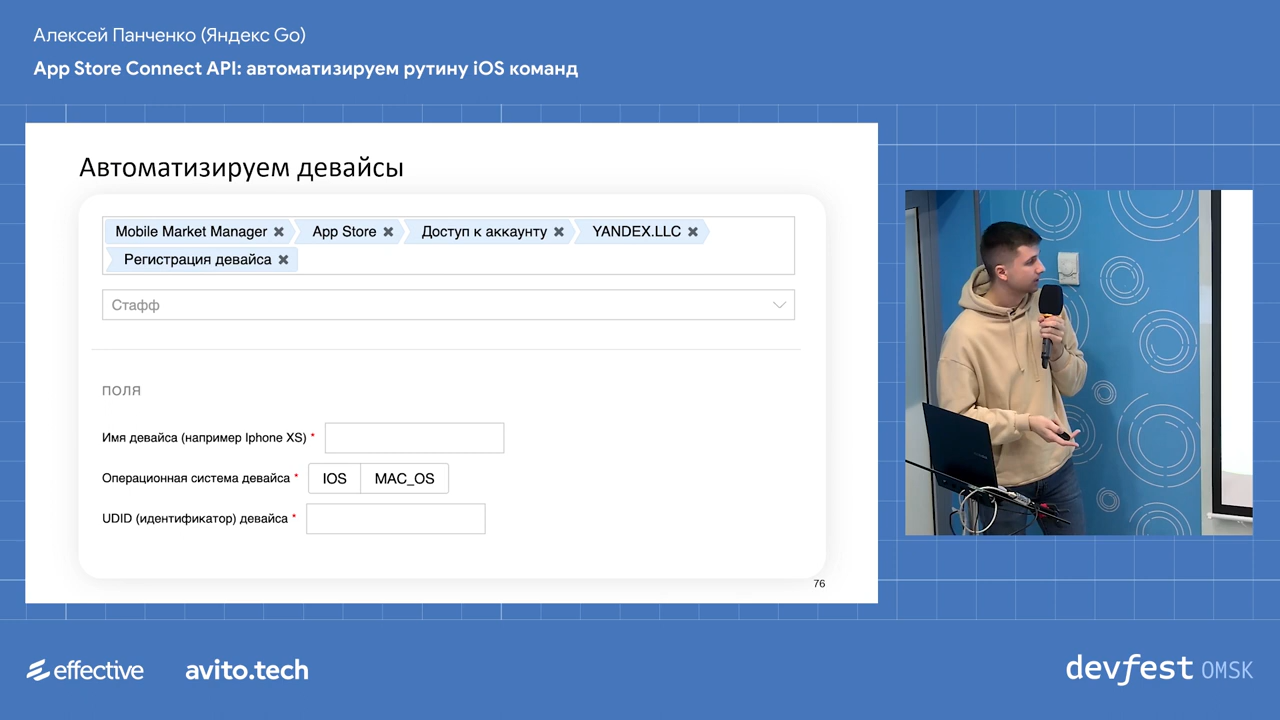 Алексей Панченко (Яндекс Go)
App Store Connect API: автоматизируем рутину iOS команд
Автоматизируем девайсы
Mobile Market Manager ✖ App Store ✖ Доступ к аккаунту ✖ YANDEX.LLC ✖
Регистрация девайса ✖
Стафф
ПОЛЯ
Имя девайса (например Iphone XS) *
Операционная система девайса * IOS MAC_OS
UDID (идентификатор) девайса *
76
effective avito.tech devfest OMSK